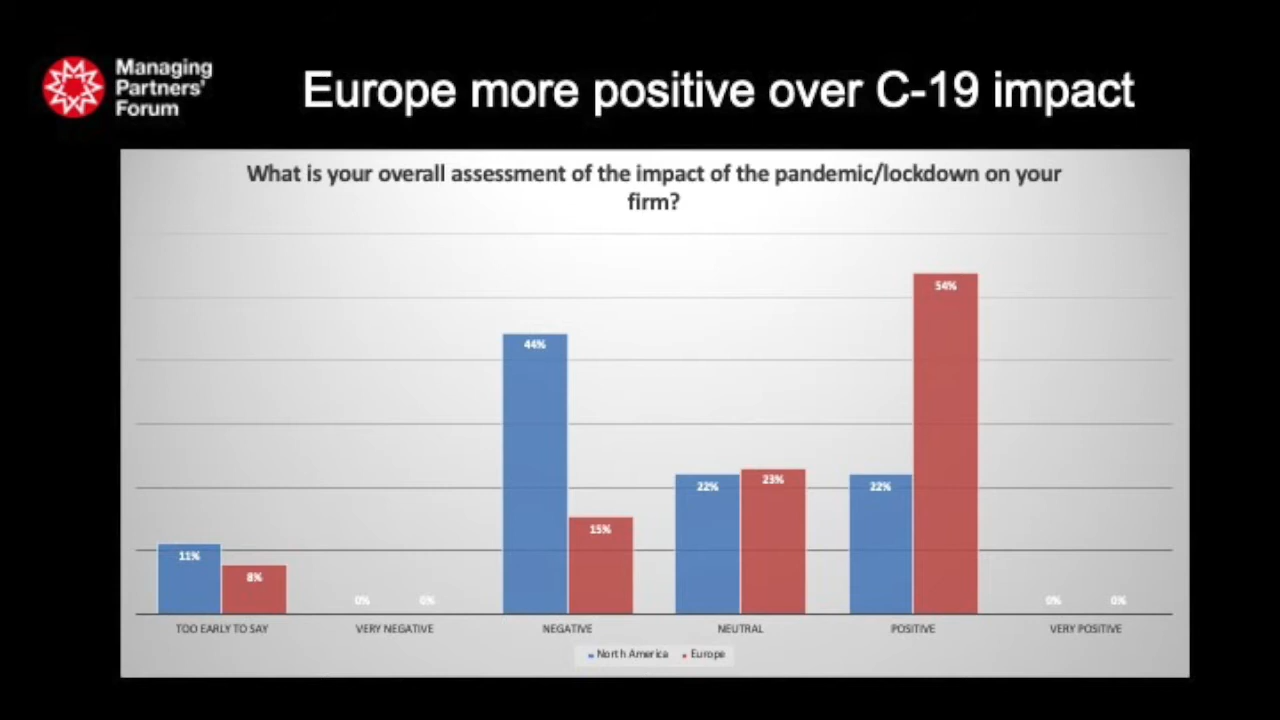 Managing
Partners'
Forum
Europe more positive over C-19 impact
What is your overall assessment of the impact of the pandemic/lockdown on your
firm?
54%
44%
22%
23%
22%
15%
11%
8%
0%
0%
0%
0%
TOO EARLY TO SAY
VERY NEGATIVE
NEGATIVE
NEUTRAL
POSITIVE
VERY POSITIVE
North America
Europe